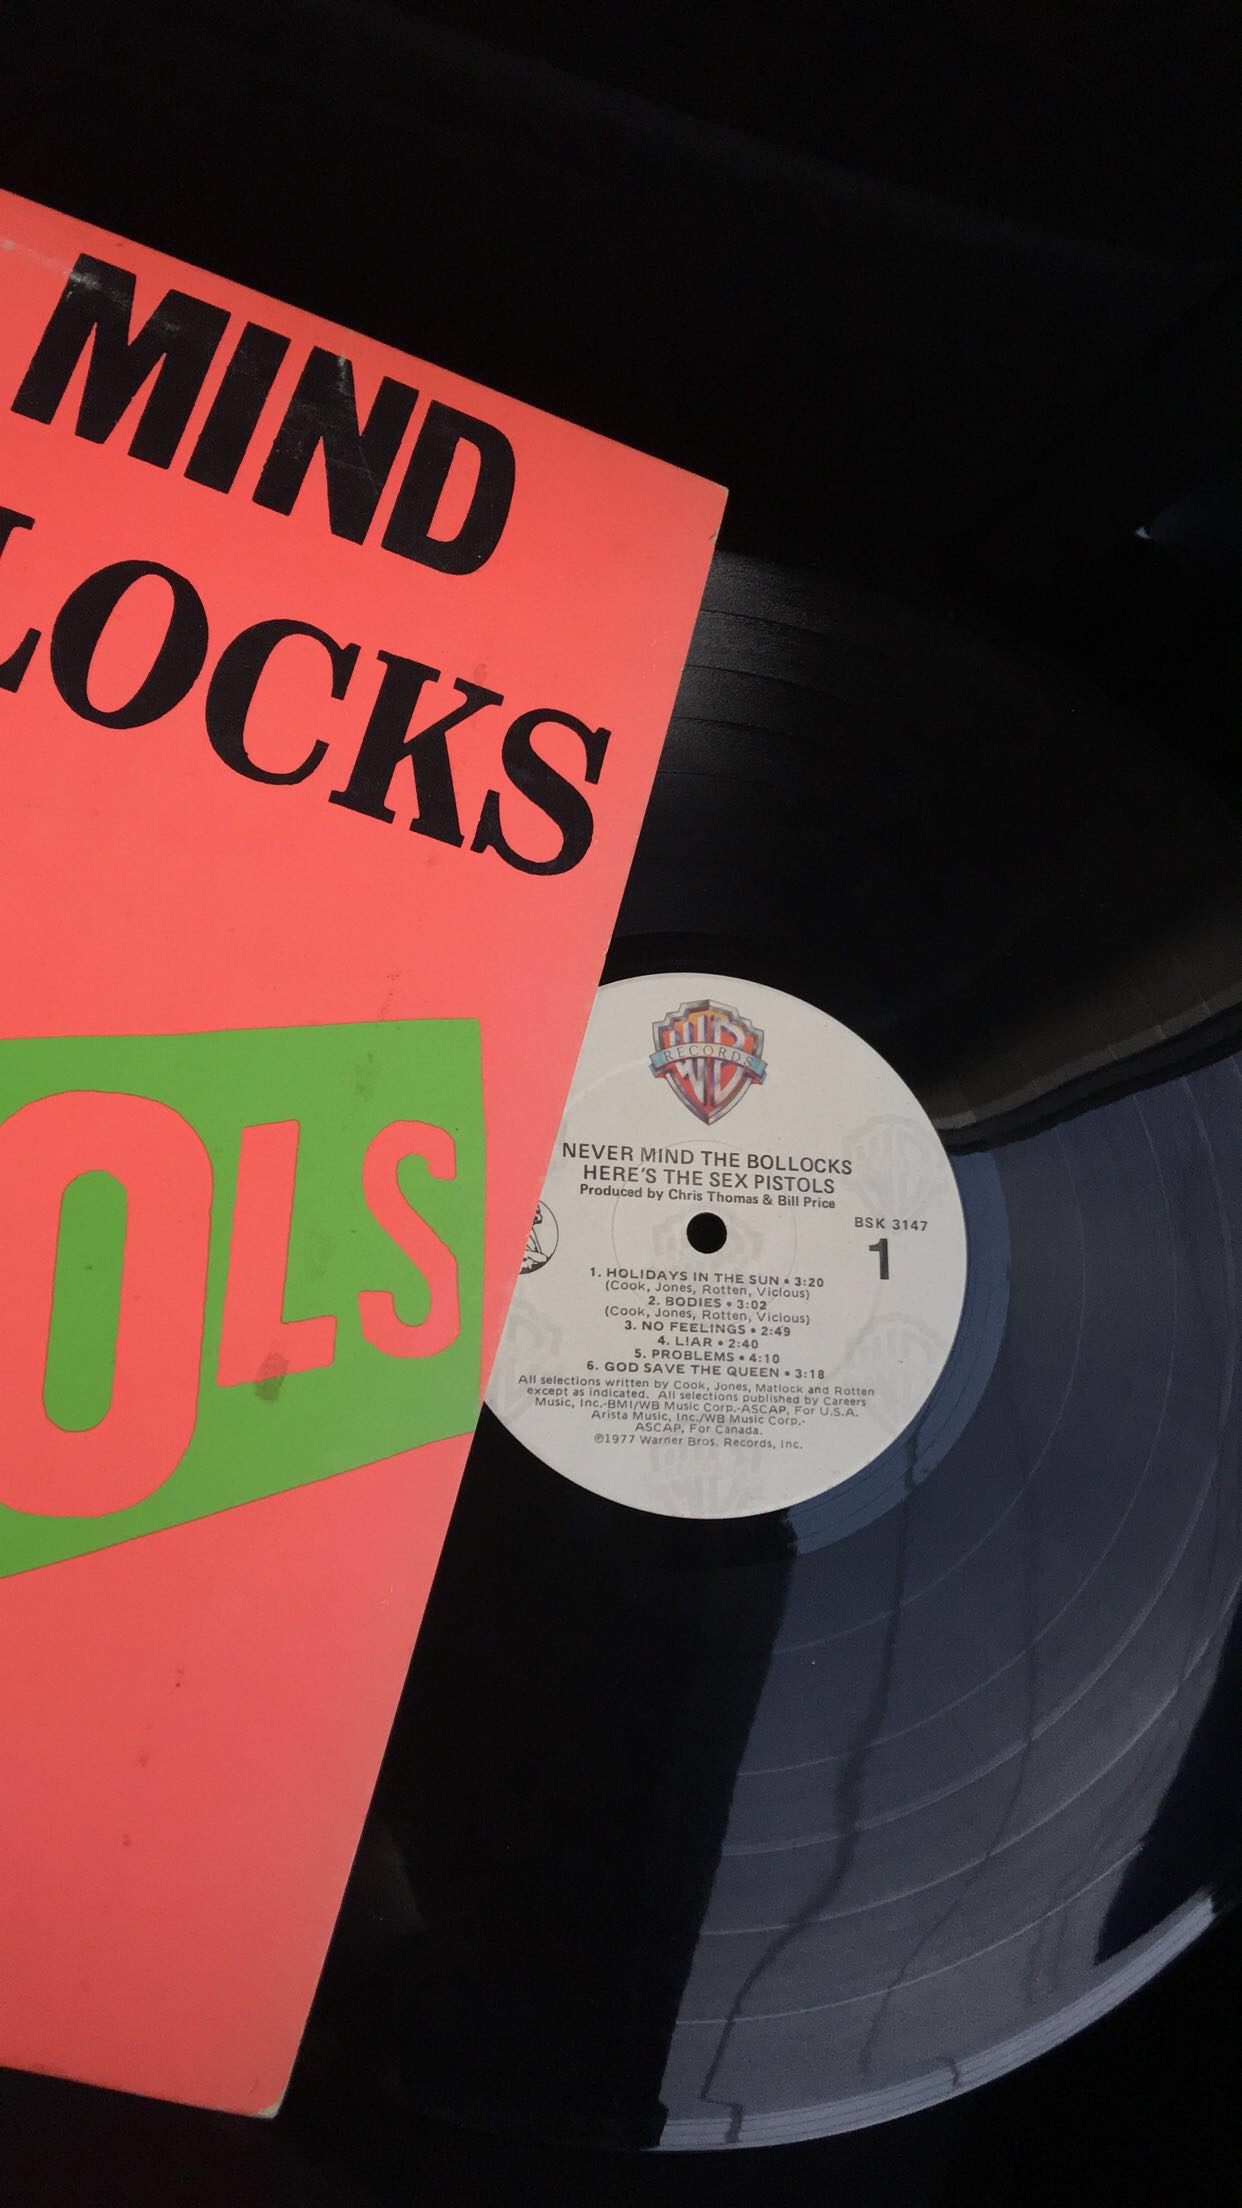 MIND
LOCKS
OLS
WB
RECORDS
NEVER MIND THE BOLLOCKS
HERE'S THE SEX PISTOLS
Produced by Chris Thomas & Bill Price
BSK 3147
1
1. HOLIDAYS IN THE SUN • 3:20
(Cook, Jones, Rotten, Vicious)
2. BODIES • 3:02
(Cook, Jones, Rotten, Vicious)
3. NO FEELINGS • 2:49
4. L!AR • 2:40
5. PROBLEMS • 4:10
6. GOD SAVE THE QUEEN • 3:18
All selections written by Cook, Jones, Matlock and Rotten
except as indicated. All selections published by Careers
Music, Inc.-BMI/WB Music Corp.-ASCAP, For U.S.A.
Arista Music, Inc./WB Music Corp.-
ASCAP, For Canada.
℗1977 Warner Bros. Records, Inc.